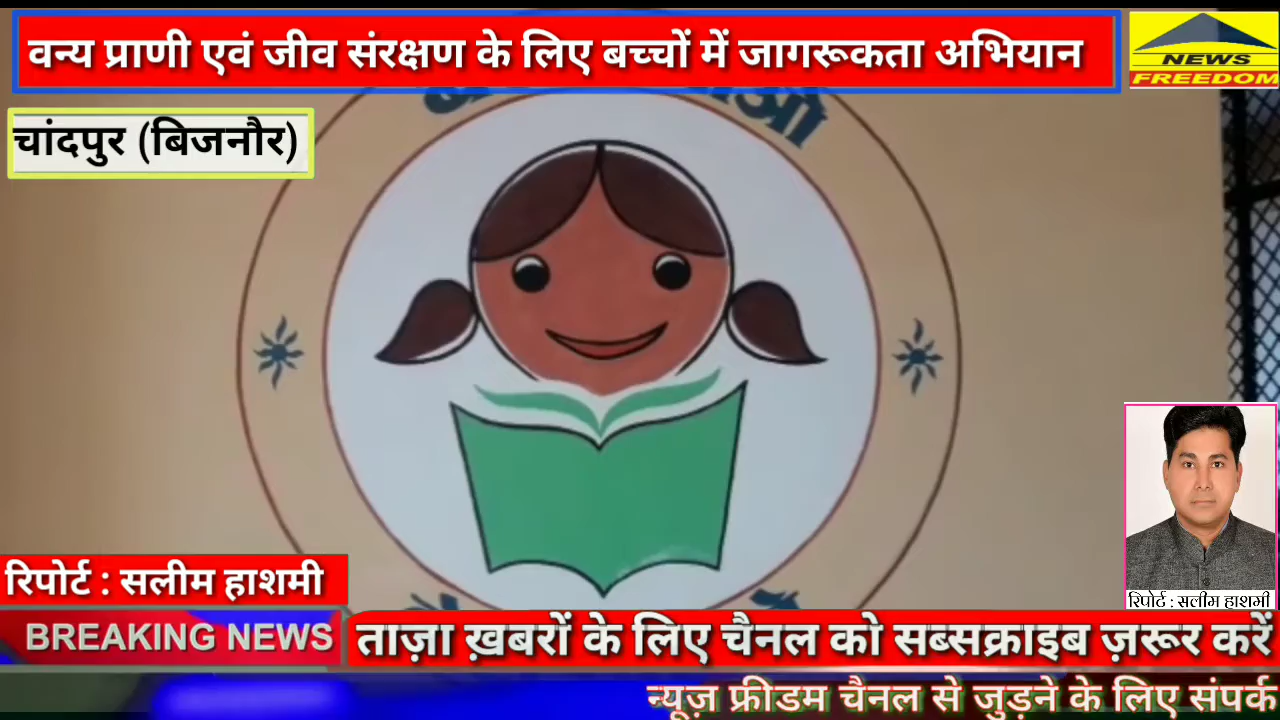 वन्य प्राणी एवं जीव संरक्षण के लिए बच्चों में जागरूकता अभियान
NEWS
FREEDOM
चांदपुर (बिजनौर)
रिपोर्ट : सलीम हाशमी
रिपोर्ट : सलीम हाशमी
BREAKING NEWS
ताज़ा ख़बरों के लिए चैनल को सब्सक्राइब ज़रूर करें
न्यूज़ फ्रीडम चैनल से जुड़ने के लिए संपर्क